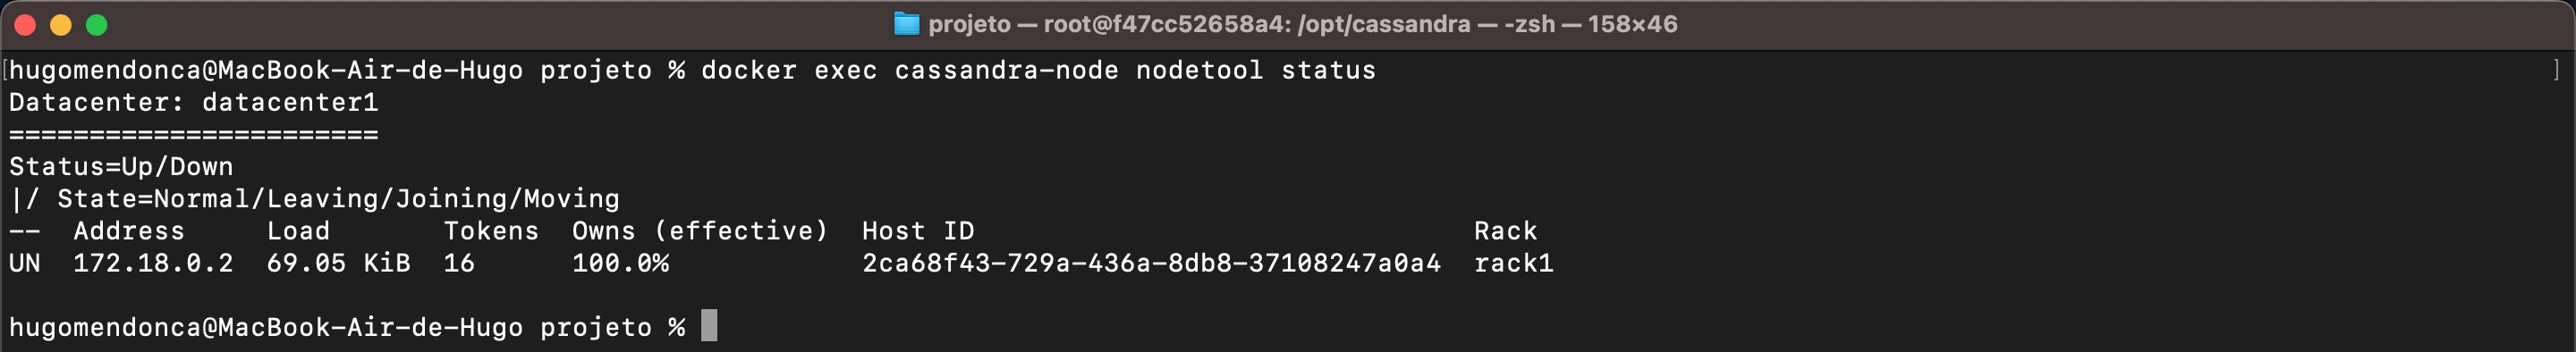 projeto — root@f47cc52658a4: /opt/cassandra — -zsh — 158×46
[hugomendonca@MacBook-Air-de-Hugo projeto % docker exec cassandra-node nodetool status ]
Datacenter: datacenter1
=======================
Status=Up/Down
|/ State=Normal/Leaving/Joining/Moving
--  Address     Load       Tokens  Owns (effective)  Host ID                               Rack
UN  172.18.0.2  69.05 KiB  16      100.0%            2ca68f43-729a-436a-8db8-37108247a0a4  rack1
hugomendonca@MacBook-Air-de-Hugo projeto %